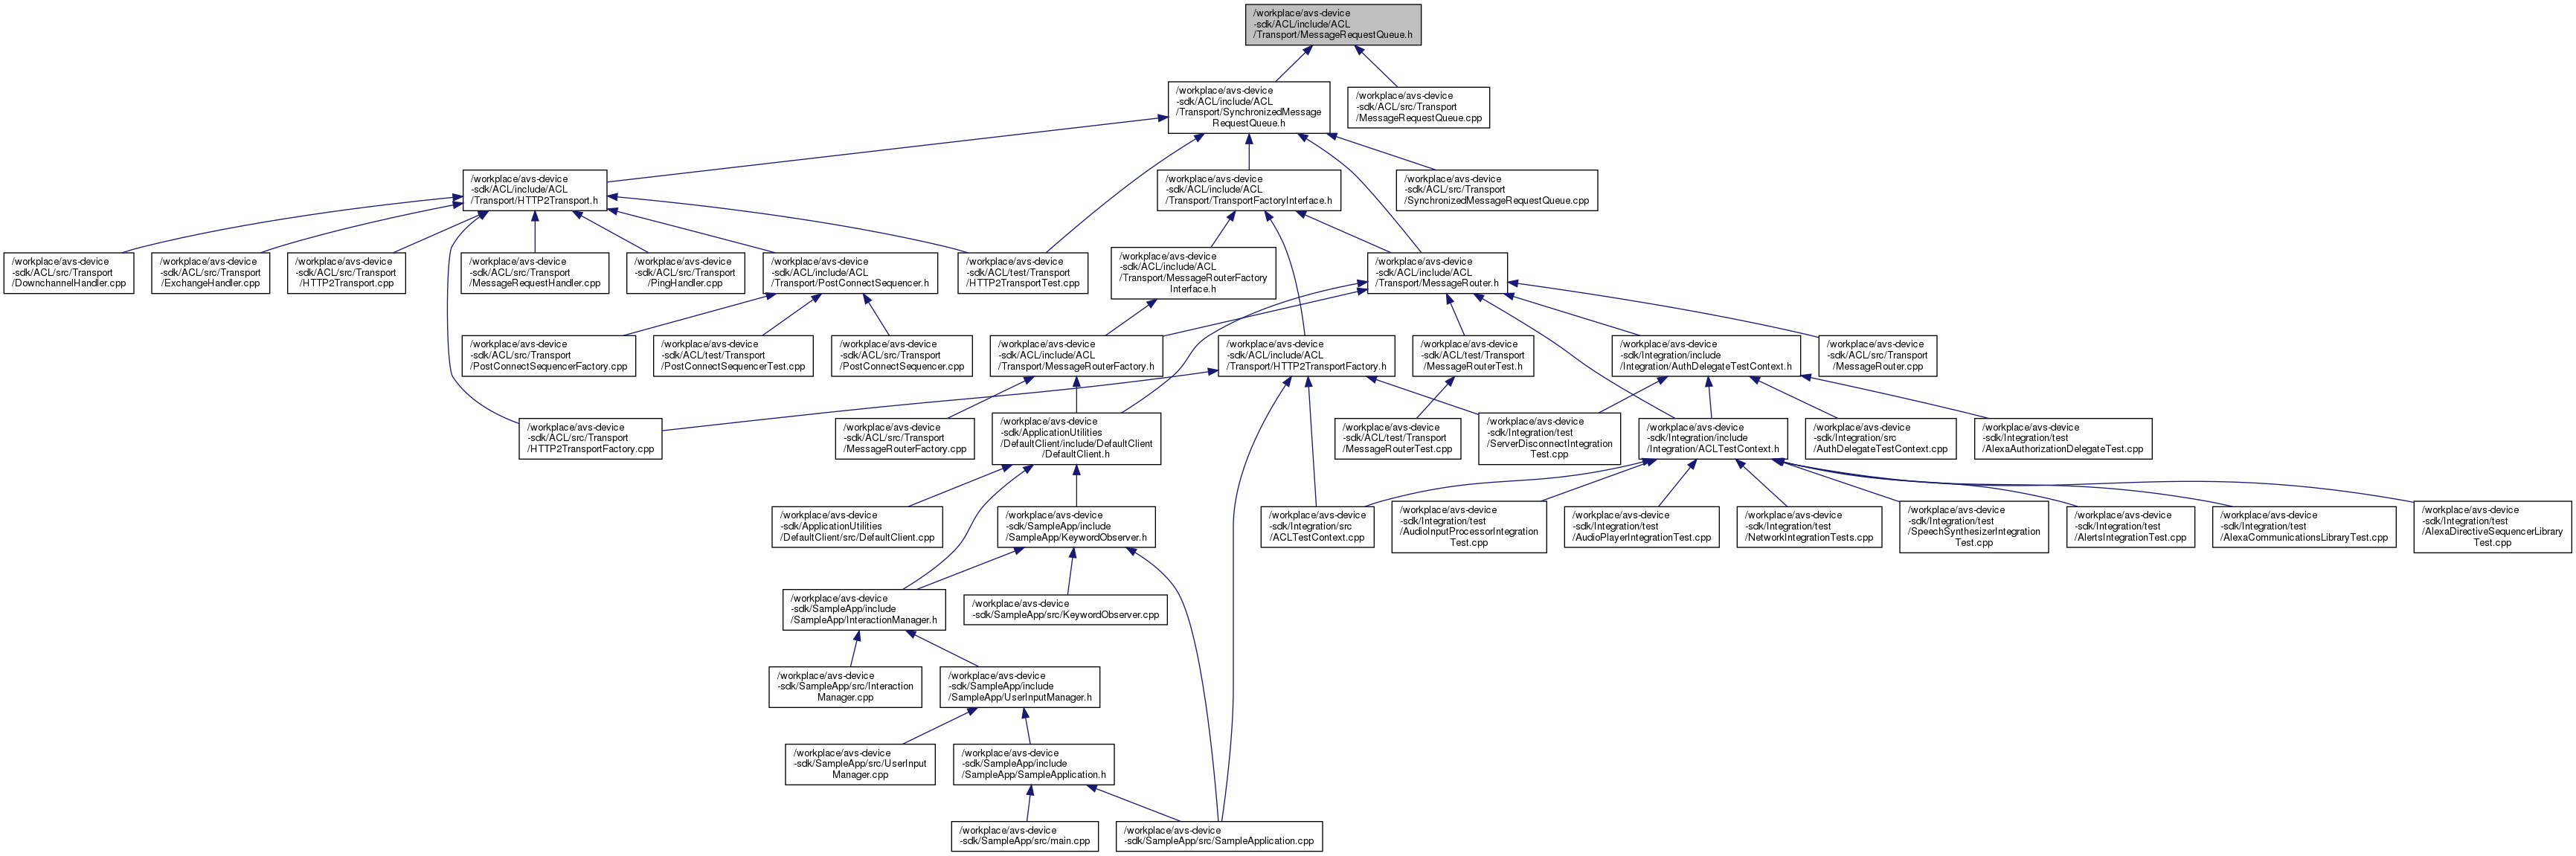 /workplace/avs-device
-sdk/ACL/include/ACL
/Transport/MessageRequestQueue.h
/workplace/avs-device
-sdk/ACL/include/ACL
/Transport/SynchronizedMessage
RequestQueue.h
/workplace/avs-device
-sdk/ACL/src/Transport
/MessageRequestQueue.cpp
/workplace/avs-device
-sdk/ACL/include/ACL
/Transport/HTTP2Transport.h
/workplace/avs-device
-sdk/ACL/include/ACL
/Transport/TransportFactoryInterface.h
/workplace/avs-device
-sdk/ACL/src/Transport
/SynchronizedMessageRequestQueue.cpp
/workplace/avs-device
-sdk/ACL/src/Transport
/DownchannelHandler.cpp
/workplace/avs-device
-sdk/ACL/src/Transport
/ExchangeHandler.cpp
/workplace/avs-device
-sdk/ACL/src/Transport
/HTTP2Transport.cpp
/workplace/avs-device
-sdk/ACL/src/Transport
/MessageRequestHandler.cpp
/workplace/avs-device
-sdk/ACL/src/Transport
/PingHandler.cpp
/workplace/avs-device
-sdk/ACL/include/ACL
/Transport/PostConnectSequencer.h
/workplace/avs-device
-sdk/ACL/test/Transport
/HTTP2TransportTest.cpp
/workplace/avs-device
-sdk/ACL/include/ACL
/Transport/MessageRouterFactory
Interface.h
/workplace/avs-device
-sdk/ACL/include/ACL
/Transport/MessageRouter.h
/workplace/avs-device
-sdk/ACL/src/Transport
/PostConnectSequencerFactory.cpp
/workplace/avs-device
-sdk/ACL/test/Transport
/PostConnectSequencerTest.cpp
/workplace/avs-device
-sdk/ACL/src/Transport
/PostConnectSequencer.cpp
/workplace/avs-device
-sdk/ACL/include/ACL
/Transport/MessageRouterFactory.h
/workplace/avs-device
-sdk/ACL/include/ACL
/Transport/HTTP2TransportFactory.h
/workplace/avs-device
-sdk/ACL/test/Transport
/MessageRouterTest.h
/workplace/avs-device
-sdk/Integration/include
/Integration/AuthDelegateTestContext.h
/workplace/avs-device
-sdk/ACL/src/Transport
/MessageRouter.cpp
/workplace/avs-device
-sdk/ACL/src/Transport
/HTTP2TransportFactory.cpp
/workplace/avs-device
-sdk/ACL/src/Transport
/MessageRouterFactory.cpp
/workplace/avs-device
-sdk/ApplicationUtilities
/DefaultClient/include/DefaultClient
/DefaultClient.h
/workplace/avs-device
-sdk/ACL/test/Transport
/MessageRouterTest.cpp
/workplace/avs-device
-sdk/Integration/test
/ServerDisconnectIntegration
Test.cpp
/workplace/avs-device
-sdk/Integration/include
/Integration/ACLTestContext.h
/workplace/avs-device
-sdk/Integration/src
/AuthDelegateTestContext.cpp
/workplace/avs-device
-sdk/Integration/test
/AlexaAuthorizationDelegateTest.cpp
/workplace/avs-device
-sdk/ApplicationUtilities
/DefaultClient/src/DefaultClient.cpp
/workplace/avs-device
-sdk/SampleApp/include
/SampleApp/KeywordObserver.h
/workplace/avs-device
-sdk/Integration/src
/ACLTestContext.cpp
/workplace/avs-device
-sdk/Integration/test
/AudioInputProcessorIntegration
Test.cpp
/workplace/avs-device
-sdk/Integration/test
/AudioPlayerIntegrationTest.cpp
/workplace/avs-device
-sdk/Integration/test
/NetworkIntegrationTests.cpp
/workplace/avs-device
-sdk/Integration/test
/SpeechSynthesizerIntegration
Test.cpp
/workplace/avs-device
-sdk/Integration/test
/AlertsIntegrationTest.cpp
/workplace/avs-device
-sdk/Integration/test
/AlexaCommunicationsLibraryTest.cpp
/workplace/avs-device
-sdk/Integration/test
/AlexaDirectiveSequencerLibrary
Test.cpp
/workplace/avs-device
-sdk/SampleApp/include
/SampleApp/InteractionManager.h
/workplace/avs-device
-sdk/SampleApp/src/KeywordObserver.cpp
/workplace/avs-device
-sdk/SampleApp/src/Interaction
Manager.cpp
/workplace/avs-device
-sdk/SampleApp/include
/SampleApp/UserInputManager.h
/workplace/avs-device
-sdk/SampleApp/src/UserInput
Manager.cpp
/workplace/avs-device
-sdk/SampleApp/include
/SampleApp/SampleApplication.h
/workplace/avs-device
-sdk/SampleApp/src/main.cpp
/workplace/avs-device
-sdk/SampleApp/src/SampleApplication.cpp